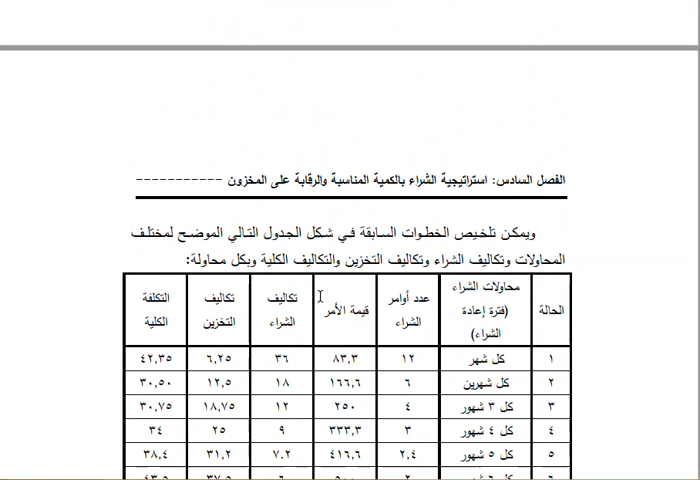 الفصل السادس: استراتيجية الشراء بالكمية المناسبة والرقابة على المخزون -----------
ويمكن تلخيص الخطوات السابقة في شكل الجدول التالي الموضح لمختلف
المحاولات وتكاليف الشراء وتكاليف التخزين والتكاليف الكلية وبكل محاولة:
الحالة محاولات الشراء (فترة إعادة الشراء) عدد أوامر الشراء قيمة الأمر تكاليف الشراء تكاليف التخزين التكلفة الكلية
١ كل شهر ١٢ ٨٣,٣ ٣٦ ٦,٢٥ ٤٢,٣٥
٢ كل شهرين ٦ ١٦٦,٦ ١٨ ١٢,٥ ٣٠,٥٠
٣ كل ٣ شهور ٤ ٢٥٠ ١٢ ١٨,٧٥ ٣٠,٧٥
٤ كل ٤ شهور ٣ ٣٣٣,٣ ٩ ٢٥ ٣٤
٥ كل ٥ شهور ٢,٤ ٤١٦,٦ ٧.٢ ٣١,٢ ٣٨,٤